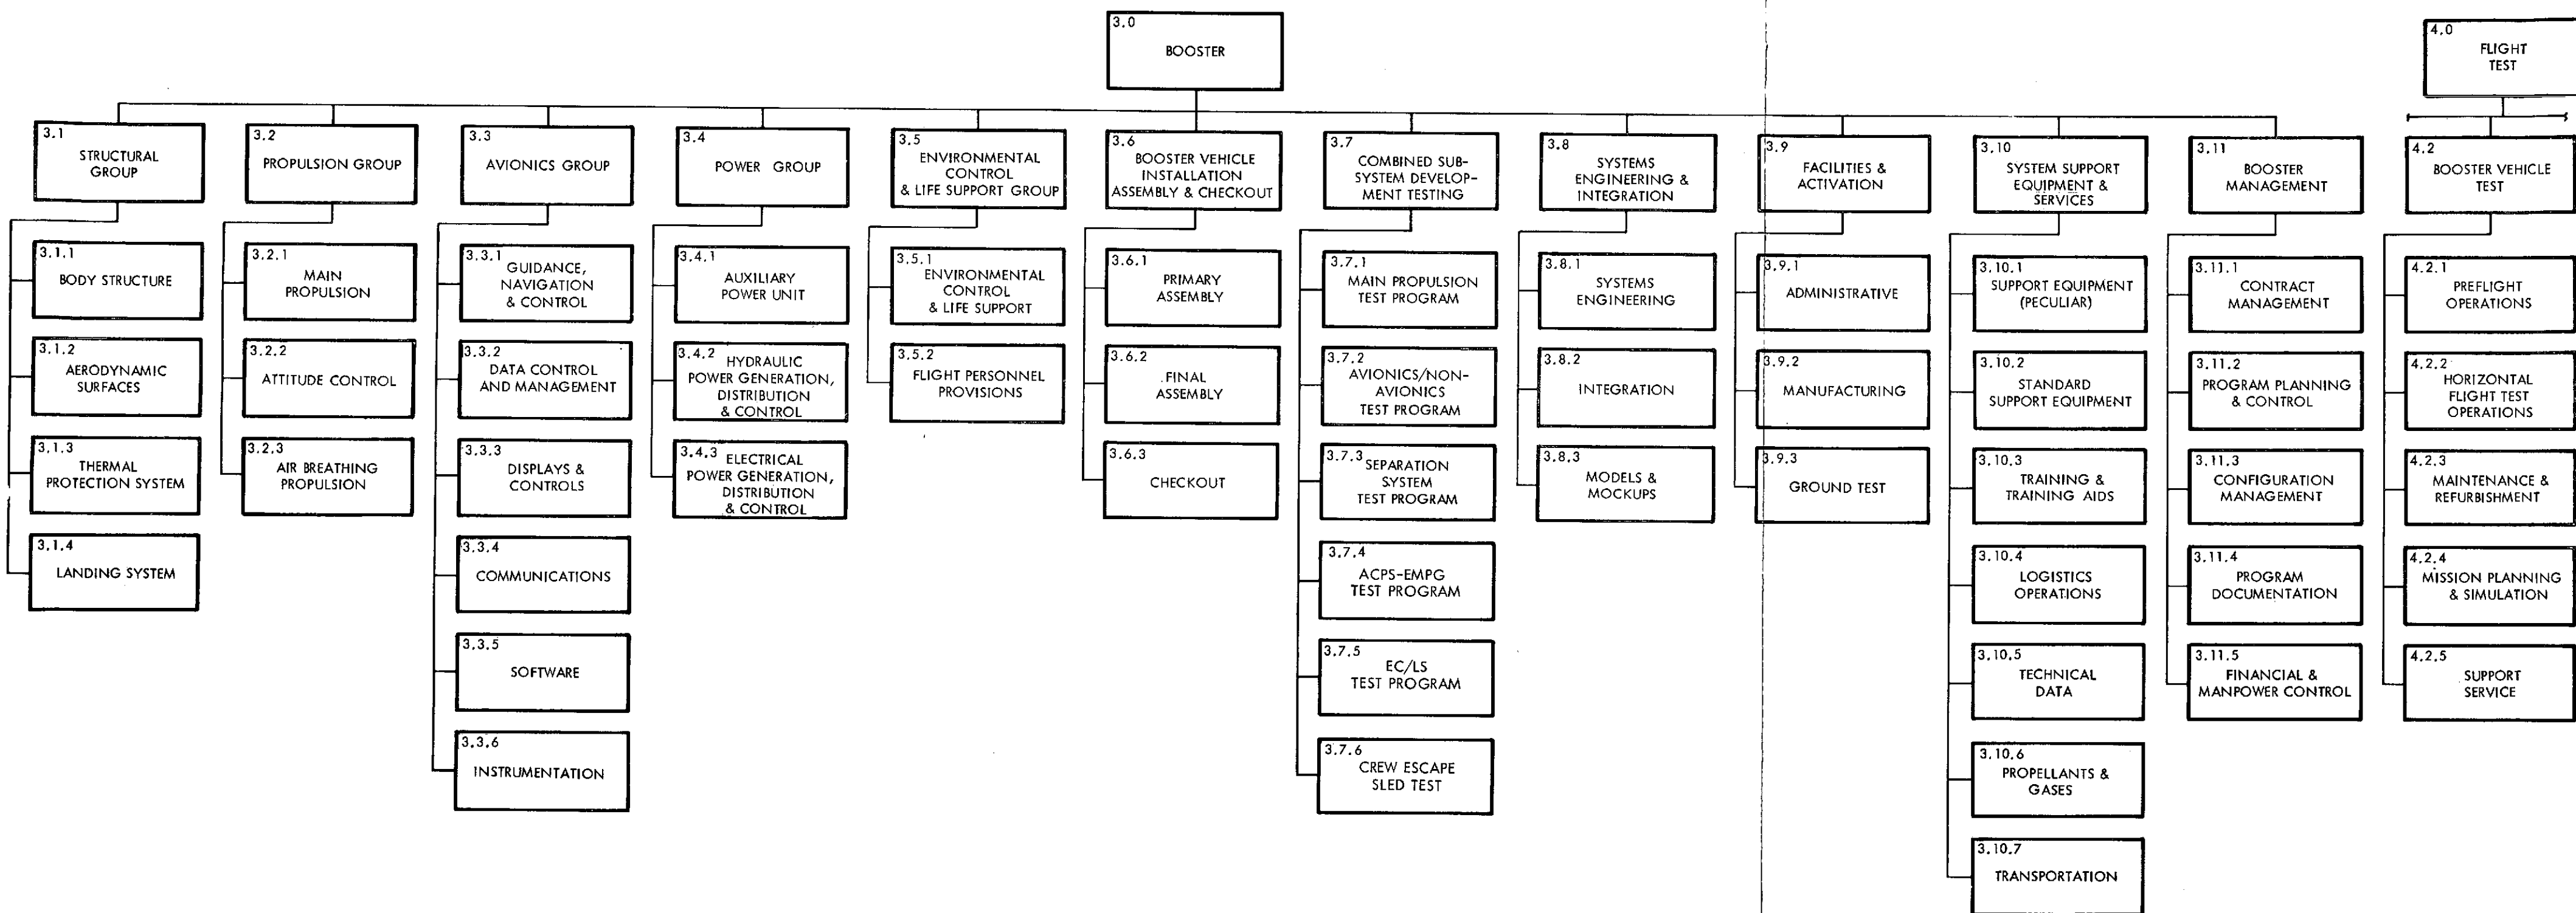 3.0
BOOSTER
4.0
FLIGHT
TEST
3.1
STRUCTURAL
GROUP
3.1.1
BODY STRUCTURE
3.1.2
AERODYNAMIC
SURFACES
3.1.3
THERMAL
PROTECTION SYSTEM
3.1.4
LANDING SYSTEM
3.2
PROPULSION GROUP
3.2.1
MAIN
PROPULSION
3.2.2
ATTITUDE CONTROL
3.2.3
AIR BREATHING
PROPULSION
3.3
AVIONICS GROUP
3.3.1
GUIDANCE,
NAVIGATION
& CONTROL
3.3.2
DATA CONTROL
AND MANAGEMENT
3.3.3
DISPLAYS &
CONTROLS
3.3.4
COMMUNICATIONS
3.3.5
SOFTWARE
3.3.6
INSTRUMENTATION
3.4
POWER GROUP
3.4.1
AUXILIARY
POWER UNIT
3.4.2
HYDRAULIC
POWER GENERATION,
DISTRIBUTION
& CONTROL
3.4.3
ELECTRICAL
POWER GENERATION,
DISTRIBUTION
& CONTROL
3.5
ENVIRONMENTAL
CONTROL
& LIFE SUPPORT GROUP
3.5.1
ENVIRONMENTAL
CONTROL
& LIFE SUPPORT
3.5.2
FLIGHT PERSONNEL
PROVISIONS
3.6
BOOSTER VEHICLE
INSTALLATION
ASSEMBLY & CHECKOUT
3.6.1
PRIMARY
ASSEMBLY
3.6.2
FINAL
ASSEMBLY
3.6.3
CHECKOUT
3.7
COMBINED SUB-
SYSTEM DEVELOP-
MENT TESTING
3.7.1
MAIN PROPULSION
TEST PROGRAM
3.7.2
AVIONICS/NON-
AVIONICS
TEST PROGRAM
3.7.3
SEPARATION
SYSTEM
TEST PROGRAM
3.7.4
ACPS-EMPG
TEST PROGRAM
3.7.5
EC/LS
TEST PROGRAM
3.7.6
CREW ESCAPE
SLED TEST
3.8
SYSTEMS
ENGINEERING &
INTEGRATION
3.8.1
SYSTEMS
ENGINEERING
3.8.2
INTEGRATION
3.8.3
MODELS &
MOCKUPS
3.9
FACILITIES &
ACTIVATION
3.9.1
ADMINISTRATIVE
3.9.2
MANUFACTURING
3.9.3
GROUND TEST
3.10
SYSTEM SUPPORT
EQUIPMENT &
SERVICES
3.10.1
SUPPORT EQUIPMENT
(PECULIAR)
3.10.2
STANDARD
SUPPORT EQUIPMENT
3.10.3
TRAINING &
TRAINING AIDS
3.10.4
LOGISTICS
OPERATIONS
3.10.5
TECHNICAL
DATA
3.10.6
PROPELLANTS &
GASES
3.10.7
TRANSPORTATION
3.11
BOOSTER
MANAGEMENT
3.11.1
CONTRACT
MANAGEMENT
3.11.2
PROGRAM PLANNING
& CONTROL
3.11.3
CONFIGURATION
MANAGEMENT
3.11.4
PROGRAM
DOCUMENTATION
3.11.5
FINANCIAL &
MANPOWER CONTROL
4.2
BOOSTER VEHICLE
TEST
4.2.1
PREFLIGHT
OPERATIONS
4.2.2
HORIZONTAL
FLIGHT TEST
OPERATIONS
4.2.3
MAINTENANCE &
REFURBISHMENT
4.2.4
MISSION PLANNING
& SIMULATION
4.2.5
SUPPORT
SERVICE